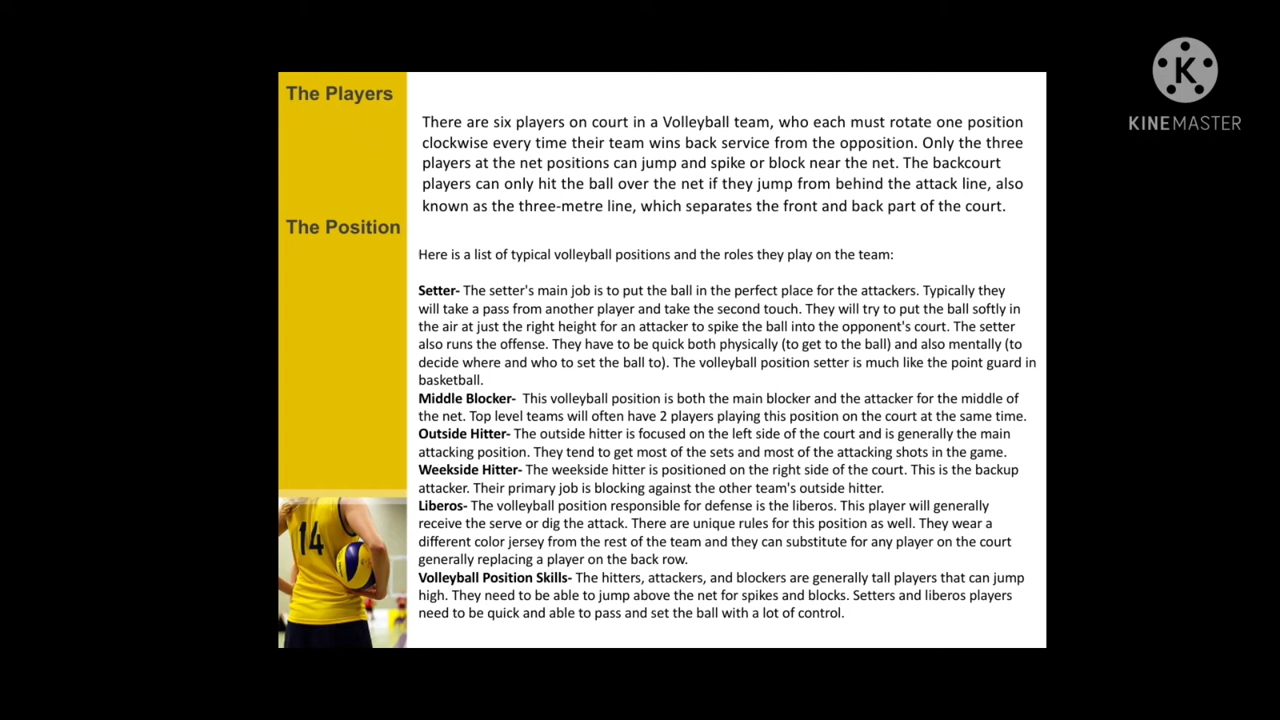 The Players
There are six players on court in a Volleyball team, who each must rotate one position
clockwise every time their team wins back service from the opposition. Only the three
players at the net positions can jump and spike or block near the net. The backcourt
players can only hit the ball over the net if they jump from behind the attack line, also
known as the three-metre line, which separates the front and back part of the court.
The Position
Here is a list of typical volleyball positions and the roles they play on the team:
Setter- The setter's main job is to put the ball in the perfect place for the attackers. Typically they
will take a pass from another player and take the second touch. They will try to put the ball softly in
the air at just the right height for an attacker to spike the ball into the opponent's court. The setter
also runs the offense. They have to be quick both physically (to get to the ball) and also mentally (to
decide where and who to set the ball to). The volleyball position setter is much like the point guard in
basketball.
Middle Blocker- This volleyball position is both the main blocker and the attacker for the middle of
the net. Top level teams will often have 2 players playing this position on the court at the same time.
Outside Hitter- The outside hitter is focused on the left side of the court and is generally the main
attacking position. They tend to get most of the sets and most of the attacking shots in the game.
Weekside Hitter- The weekside hitter is positioned on the right side of the court. This is the backup
attacker. Their primary job is blocking against the other team's outside hitter.
Liberos- The volleyball position responsible for defense is the liberos. This player will generally
receive the serve or dig the attack. There are unique rules for this position as well. They wear a
different color jersey from the rest of the team and they can substitute for any player on the court
generally replacing a player on the back row.
Volleyball Position Skills- The hitters, attackers, and blockers are generally tall players that can jump
high. They need to be able to jump above the net for spikes and blocks. Setters and liberos players
need to be quick and able to pass and set the ball with a lot of control.
14
K
KINEMASTER